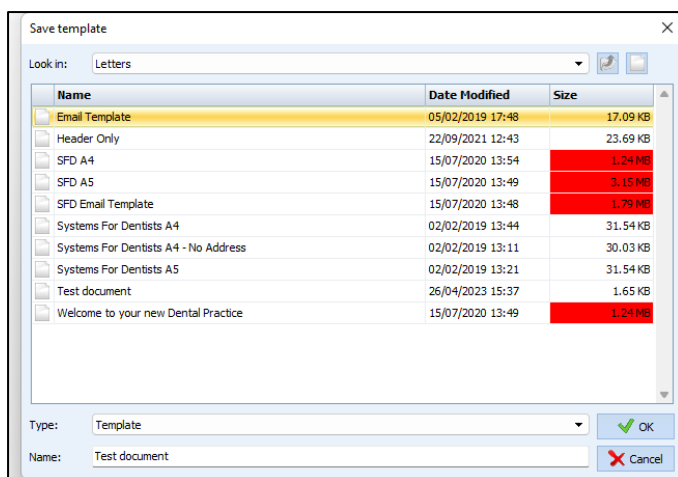 Save template
Look in: Letters
Name Date Modified Size
Email Template 05/02/2019 17:48 17.09 KB
Header Only 22/09/2021 12:43 23.69 KB
SFD A4 15/07/2020 13:54 1.24 MB
SFD A5 15/07/2020 13:49 3.15 MB
SFD Email Template 15/07/2020 13:48 1.79 MB
Systems For Dentists A4 02/02/2019 13:44 31.54 KB
Systems For Dentists A4 - No Address 02/02/2019 13:11 30.03 KB
Systems For Dentists A5 02/02/2019 13:21 31.54 KB
Test document 26/04/2023 15:37 1.65 KB
Welcome to your new Dental Practice 15/07/2020 13:49 1.24 MB
Type: Template OK
Name: Test document Cancel